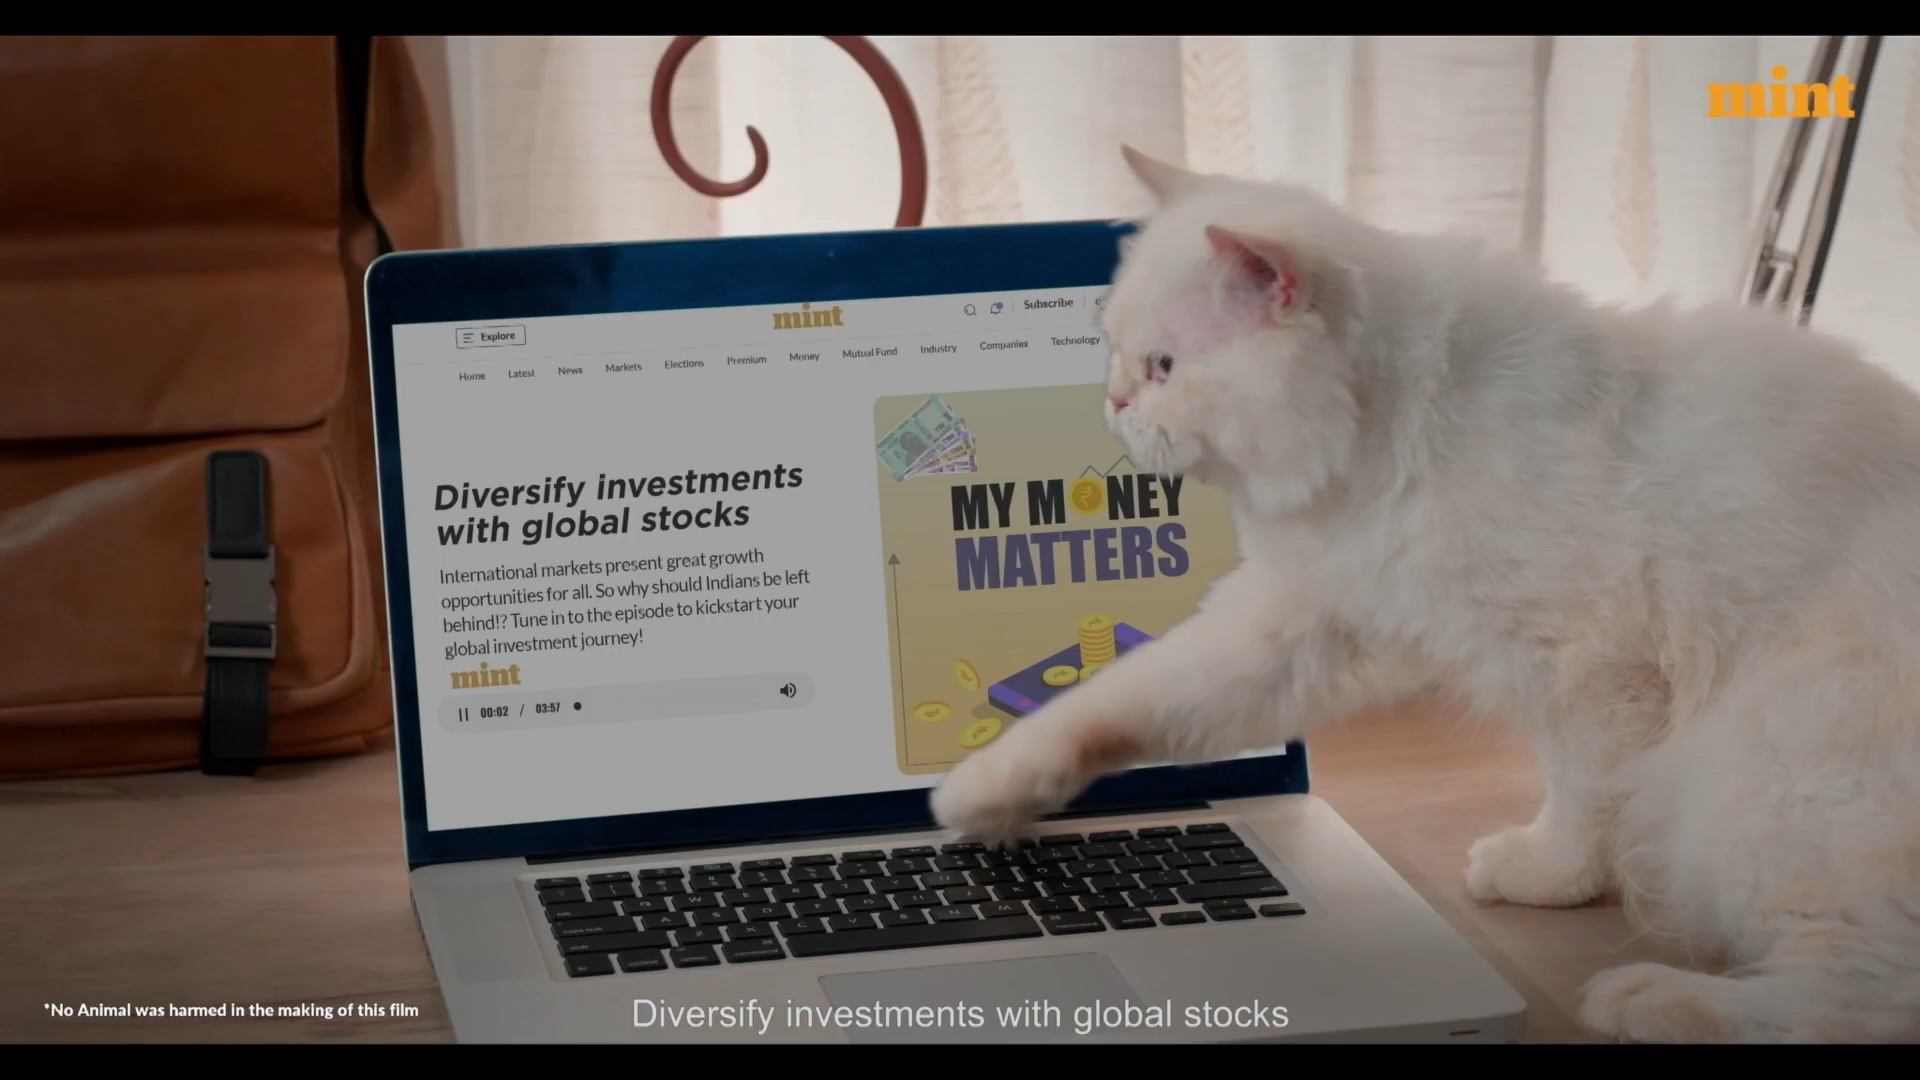 mint
mint
Explore
Subscribe
Home Latest News Markets Elections Premium Money Mutual Fund Industry Companies Technology
Diversify investments
with global stocks
International markets present great growth
opportunities for all. So why should Indians be left
behind!? Tune in to the episode to kickstart your
global investment journey!
mint
00:02 / 03:57
MY MONEY
MATTERS
*No Animal was harmed in the making of this film
Diversify investments with global stocks